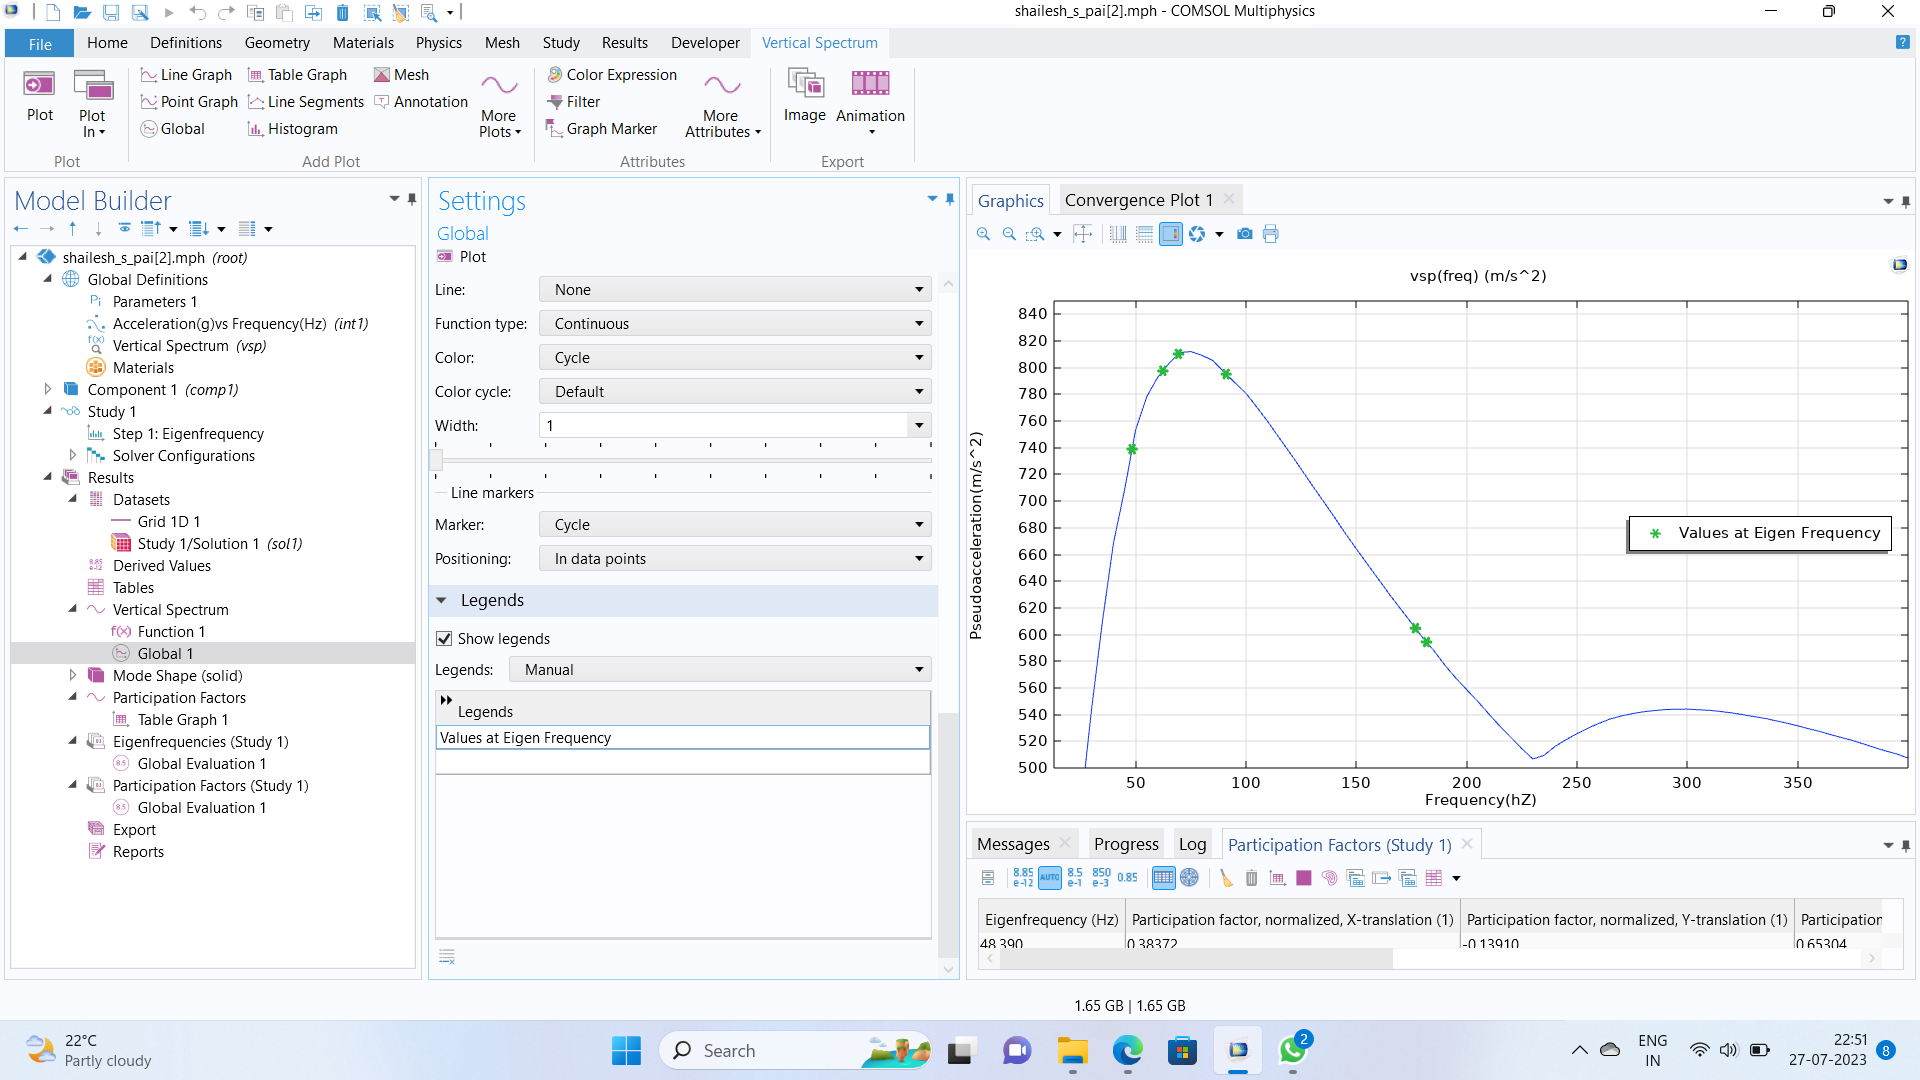 shailesh_s_pai[2].mph - COMSOL Multiphysics
File Home Definitions Geometry Materials Physics Mesh Study Results Developer Vertical Spectrum
Plot
Plot In
Plot
Line Graph Table Graph Mesh
Point Graph Line Segments Annotation
Global Histogram
More Plots
Add Plot
Color Expression
Filter
Graph Marker
More Attributes
Attributes
Image Animation
Export
Model Builder
shailesh_s_pai[2].mph (root)
Global Definitions
Parameters 1
Acceleration(g)vs Frequency(Hz) (int1)
Vertical Spectrum (vsp)
Materials
Component 1 (comp1)
Study 1
Step 1: Eigenfrequency
Solver Configurations
Results
Datasets
Grid 1D 1
Study 1/Solution 1 (sol1)
Derived Values
Tables
Vertical Spectrum
Function 1
Global 1
Mode Shape (solid)
Participation Factors
Table Graph 1
Eigenfrequencies (Study 1)
Global Evaluation 1
Participation Factors (Study 1)
Global Evaluation 1
Export
Reports
Settings
Global
Plot
Line: None
Function type: Continuous
Color: Cycle
Color cycle: Default
Width: 1
Line markers
Marker: Cycle
Positioning: In data points
Legends
Show legends
Legends: Manual
Legends
Values at Eigen Frequency
Graphics Convergence Plot 1
vsp(freq) (m/s^2)
840
820
800
780
760
740
720
700
680
660
640
620
600
580
560
540
520
500
Pseudoacceleration(m/s^2)
Values at Eigen Frequency
50 100 150 200 250 300 350
Frequency(hZ)
Messages Progress Log Participation Factors (Study 1)
8.85 e-12 AUTO 8.5 e-1 850 e-3 0.85
Eigenfrequency (Hz) Participation factor, normalized, X-translation (1) Participation factor, normalized, Y-translation (1) Participation
48.390 0.38372 -0.13910 0.65304
1.65 GB | 1.65 GB
22°C
Partly cloudy
Search
2
ENG
IN
22:51
27-07-2023
8